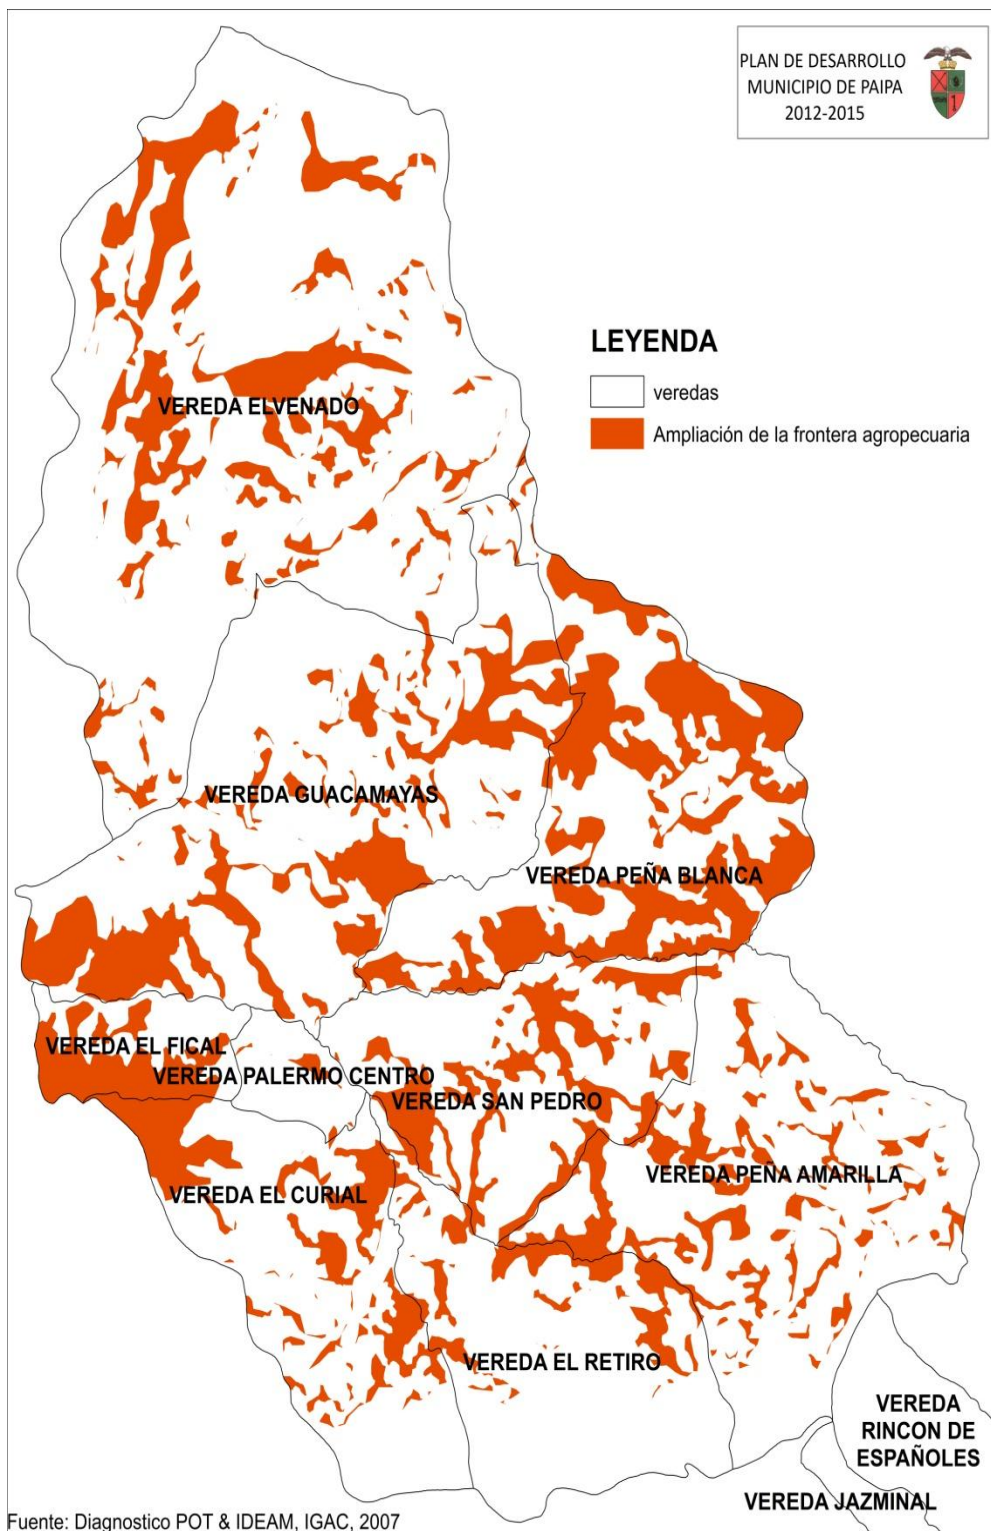 PLAN DE DESARROLLO
MUNICIPIO DE PAIPA
2012-2015
LEYENDA
veredas
Ampliación de la frontera agropecuaria
VEREDA ELVENADO
VEREDA GUACAMAYAS
VEREDA PEÑA BLANCA
VEREDA EL FICAL
VEREDA PALERMO CENTRO
VEREDA SAN PEDRO
VEREDA PEÑA AMARILLA
VEREDA EL CURIAL
VEREDA EL RETIRO
VEREDA
RINCON DE
ESPAÑOLES
VEREDA JAZMINAL
Fuente: Diagnostico POT & IDEAM, IGAC, 2007